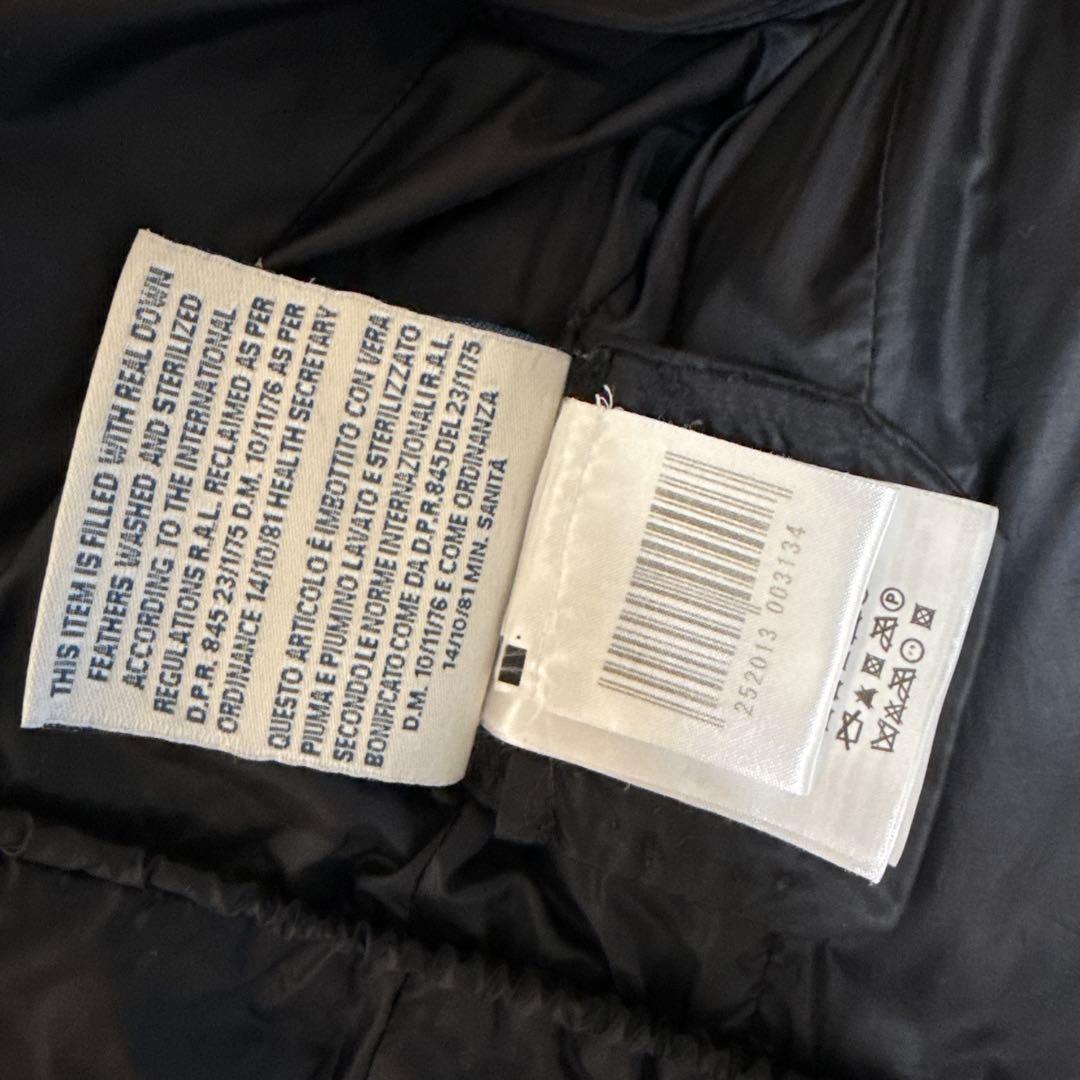 THIS ITEM IS FILLED WITH REAL DOWN
FEATHERS WASHED AND STERILIZED
ACCORDING TO THE INTERNATIONAL
REGULATIONS R.A.L. RECLAIMED AS PER
D.P.R. 845 23/11/75 D.M. 10/11/76 AS PER
ORDINANCE 14/10/81 HEALTH SECRETARY
QUESTO ARTICOLO È IMBOTTITO CON VERA
PIUMA E PIUMINO LAVATO E STERILIZZATO
SECONDO LE NORME INTERNAZIONALI R.A.L.
BONIFICATO COME DA D.P.R. 845 DEL 23/11/75
D.M. 10/11/76 E COME ORDINANZA
14/10/81 MIN. SANITA
252013 003134